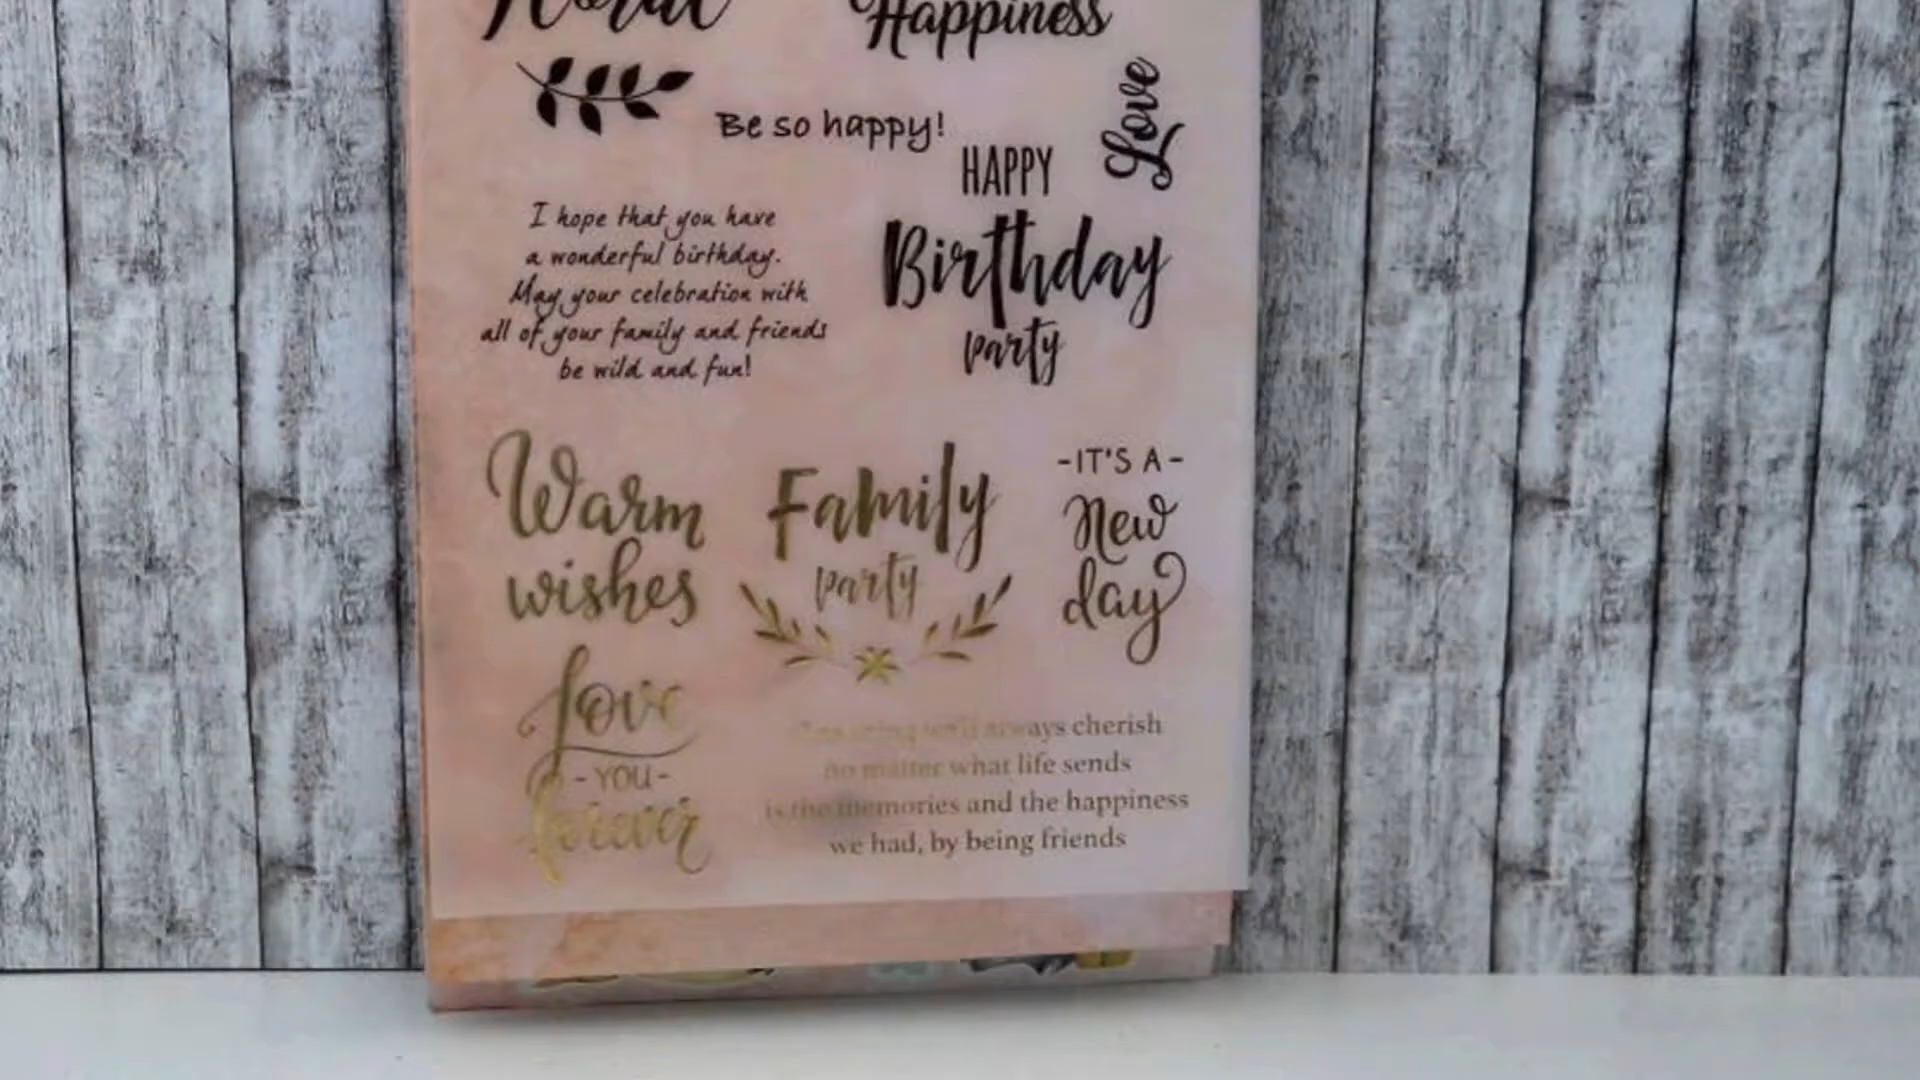 Floral
Happiness
Love
Be so happy!
HAPPY
Birthday
party
I hope that you have
a wonderful birthday.
May your celebration with
all of your family and friends
be wild and fun!
Warm
wishes
Family
party
-IT'S A-
New
day
love
-YOU-
forever
always cherish
no matter what life sends
is the memories and the happiness
we had, by being friends